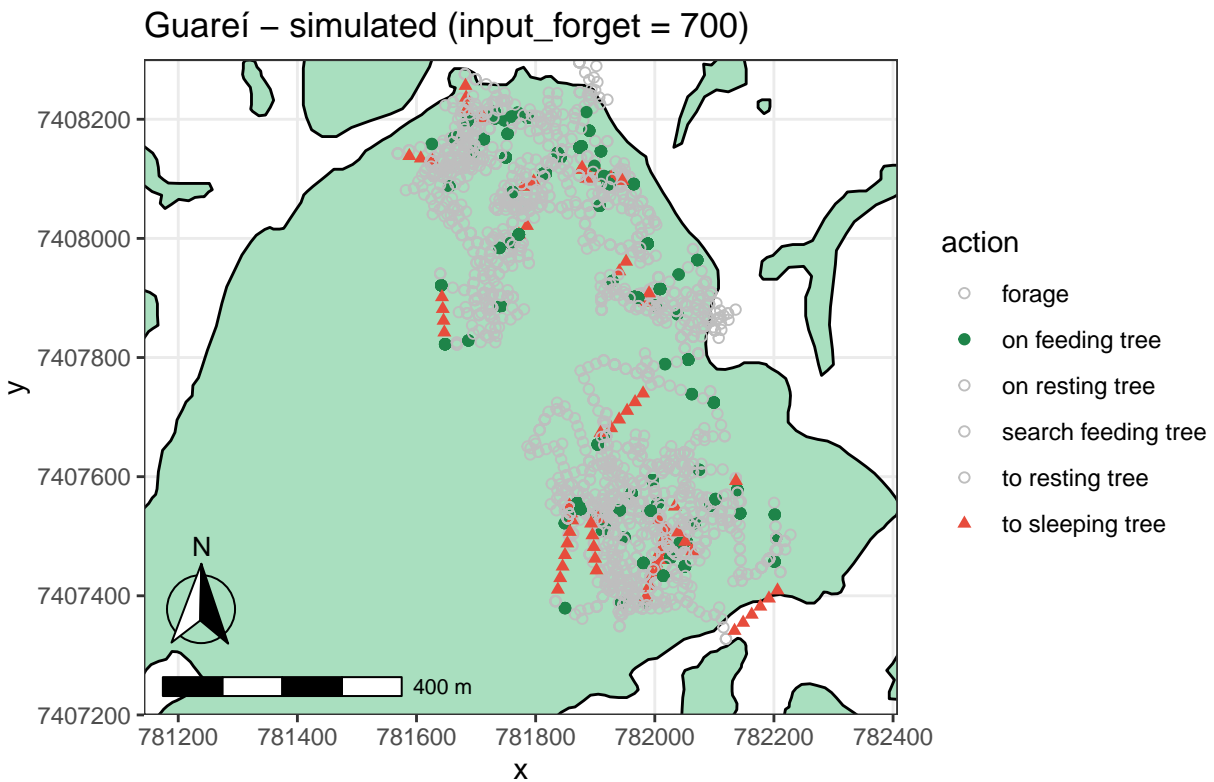 Guareí – simulated (input_forget = 700)
7408200
7408000
7407800
7407600
7407400
7407200
y
N
400 m
781200 781400 781600 781800 782000 782200 782400
x
action
forage
on feeding tree
on resting tree
search feeding tree
to resting tree
to sleeping tree